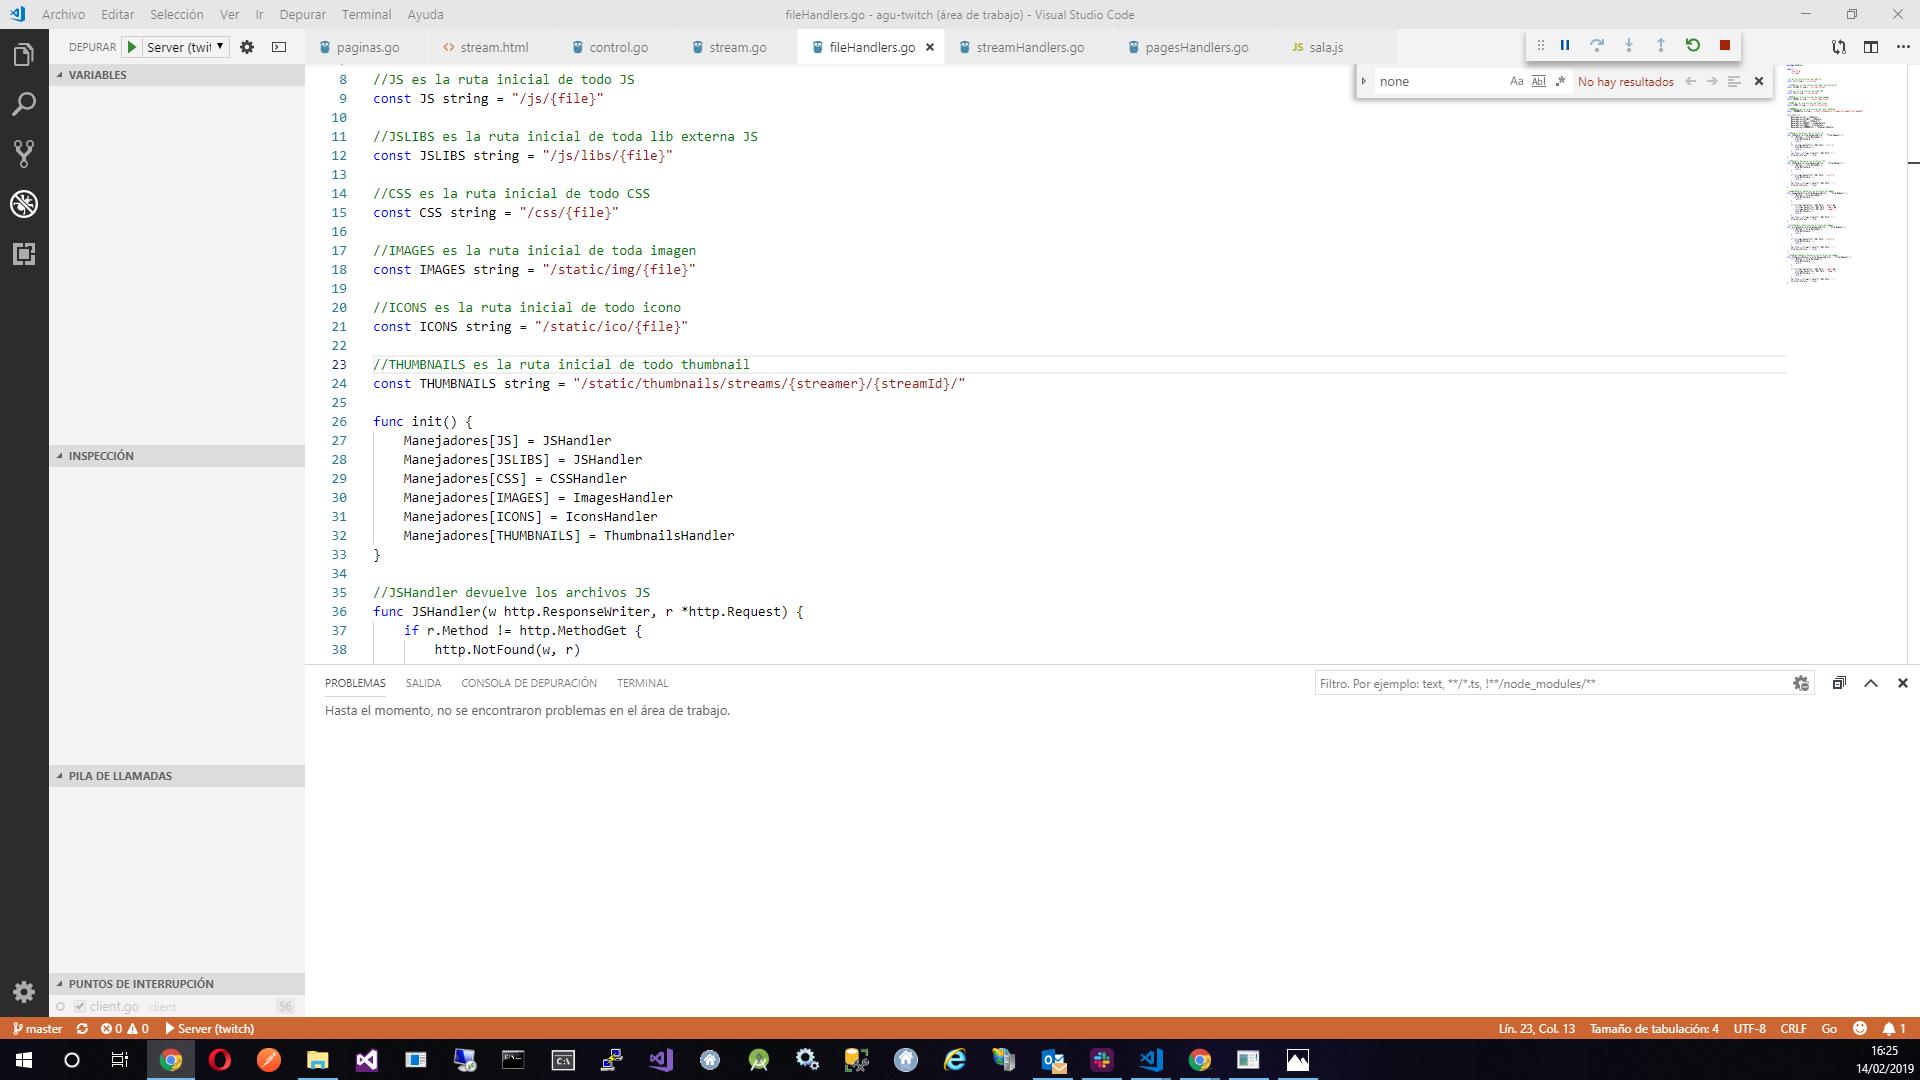 Archivo Editar Selección Ver Ir Depurar Terminal Ayuda
fileHandlers.go - agu-twitch (área de trabajo) - Visual Studio Code
DEPURAR Server (twit
paginas.go stream.html control.go stream.go fileHandlers.go streamHandlers.go pagesHandlers.go JS sala.js
none Aa Abl .* No hay resultados
VARIABLES
INSPECCIÓN
PILA DE LLAMADAS
PUNTOS DE INTERRUPCIÓN
client.go client 56
8 //JS es la ruta inicial de todo JS
9 const JS string = "/js/{file}"
10
11 //JSLIBS es la ruta inicial de toda lib externa JS
12 const JSLIBS string = "/js/libs/{file}"
13
14 //CSS es la ruta inicial de todo CSS
15 const CSS string = "/css/{file}"
16
17 //IMAGES es la ruta inicial de toda imagen
18 const IMAGES string = "/static/img/{file}"
19
20 //ICONS es la ruta inicial de todo icono
21 const ICONS string = "/static/ico/{file}"
22
23 //THUMBNAILS es la ruta inicial de todo thumbnail
24 const THUMBNAILS string = "/static/thumbnails/streams/{streamer}/{streamId}/"
25
26 func init() {
27 Manejadores[JS] = JSHandler
28 Manejadores[JSLIBS] = JSHandler
29 Manejadores[CSS] = CSSHandler
30 Manejadores[IMAGES] = ImagesHandler
31 Manejadores[ICONS] = IconsHandler
32 Manejadores[THUMBNAILS] = ThumbnailsHandler
33 }
34
35 //JSHandler devuelve los archivos JS
36 func JSHandler(w http.ResponseWriter, r *http.Request) {
37 if r.Method != http.MethodGet {
38 http.NotFound(w, r)
PROBLEMAS SALIDA CONSOLA DE DEPURACIÓN TERMINAL
Filtro. Por ejemplo: text, **/*.ts, !**/node_modules/**
Hasta el momento, no se encontraron problemas en el área de trabajo.
master 0 0 Server (twitch)
Lín. 23, Col. 13 Tamaño de tabulación: 4 UTF-8 CRLF Go 1
16:25
14/02/2019